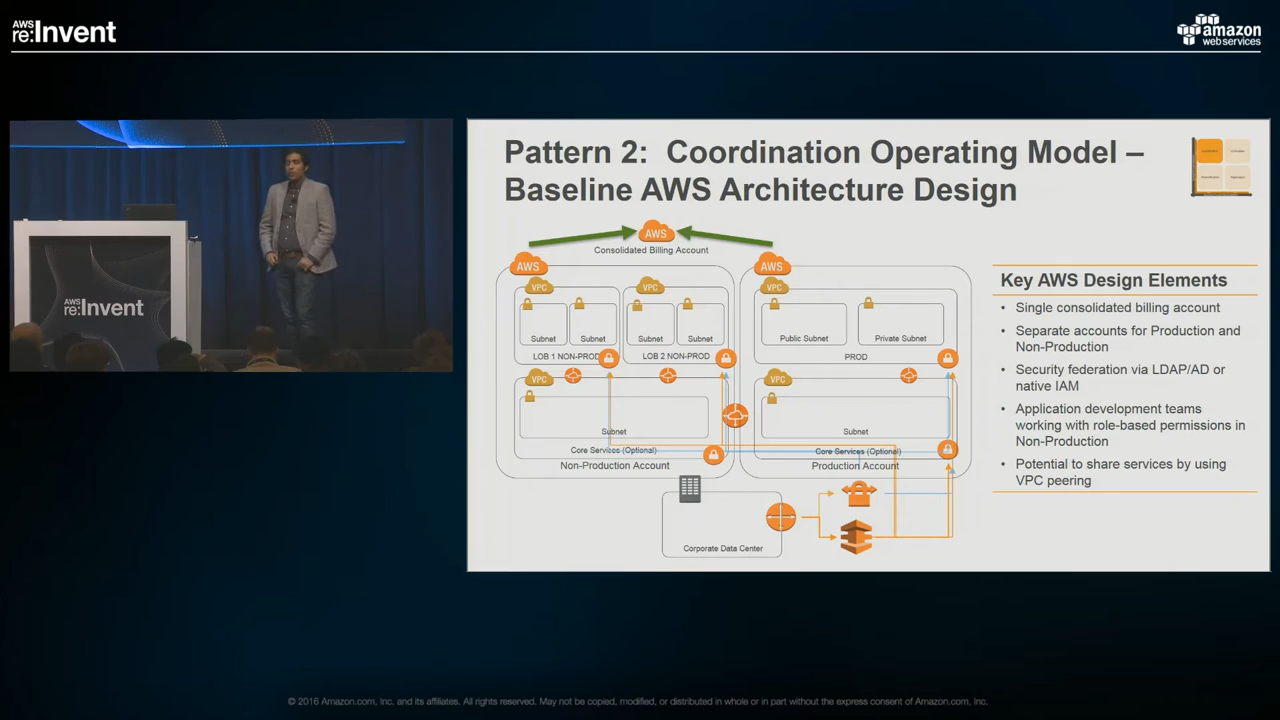 AWS
re:Invent
amazon
web services
AWS
re:Invent
Pattern 2: Coordination Operating Model –
Baseline AWS Architecture Design
AWS
Consolidated Billing Account
AWS
AWS
VPC
VPC
VPC
Subnet
Subnet
Subnet
Subnet
Public Subnet
Private Subnet
LOB 1 NON-PROD
LOB 2 NON-PROD
PROD
VPC
VPC
Subnet
Subnet
Core Services (Optional)
Core Services (Optional)
Non-Production Account
Production Account
Corporate Data Center
Key AWS Design Elements
• Single consolidated billing account
• Separate accounts for Production and
Non-Production
• Security federation via LDAP/AD or
native IAM
• Application development teams
working with role-based permissions in
Non-Production
• Potential to share services by using
VPC peering
© 2016 Amazon.com, Inc. and its affiliates. All rights reserved. May not be copied, modified, or distributed in whole or in part without the express consent of Amazon.com, Inc.